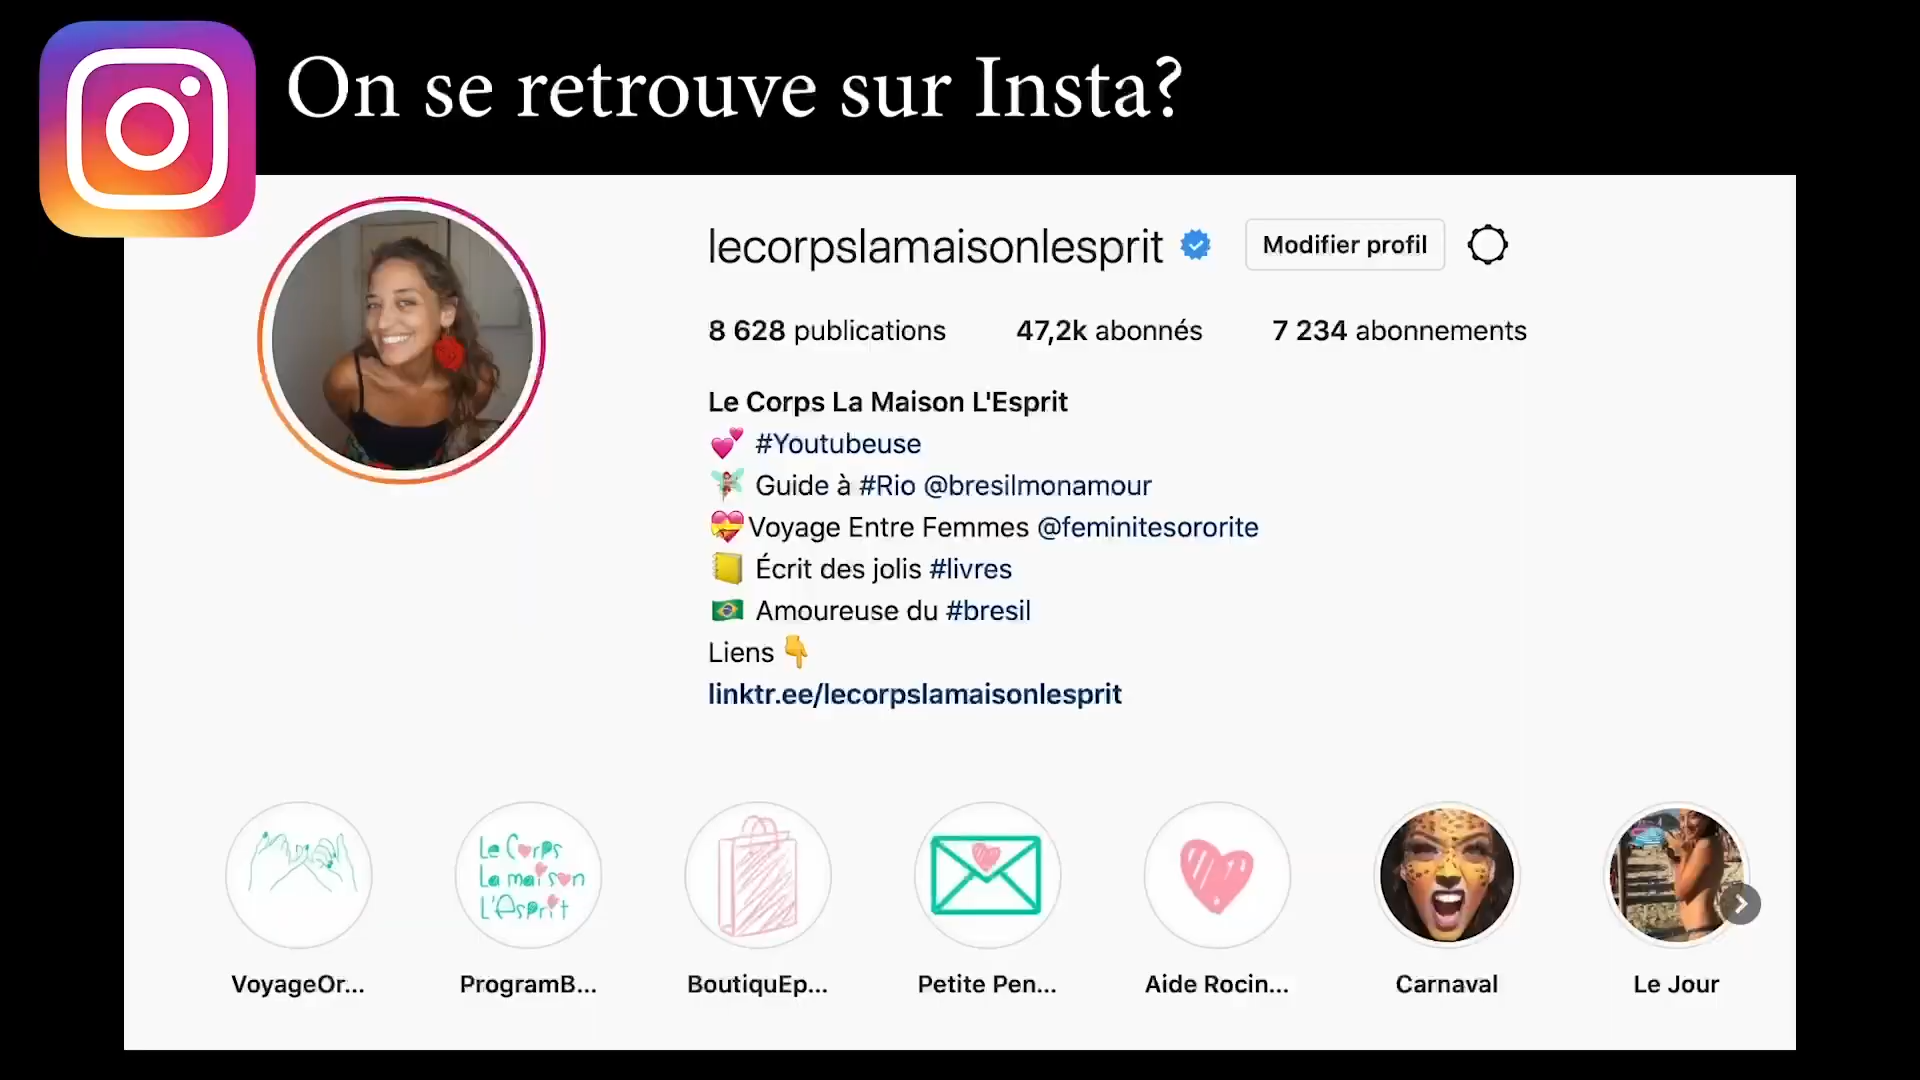 On se retrouve sur Insta?
lecorpslamaisonlesprit
Modifier profil
8 628 publications 47,2k abonnés 7 234 abonnements
Le Corps La Maison L'Esprit
💕 #Youtubeuse
🧚 Guide à #Rio @bresilmonamour
💝Voyage Entre Femmes @feminitesororite
📒 Écrit des jolis #livres
🇧🇷 Amoureuse du #bresil
Liens 👇
linktr.ee/lecorpslamaisonlesprit
Le Corps
La maison
L'Esprit
VoyageOr... ProgramB... BoutiquEp... Petite Pen... Aide Rocin... Carnaval Le Jour